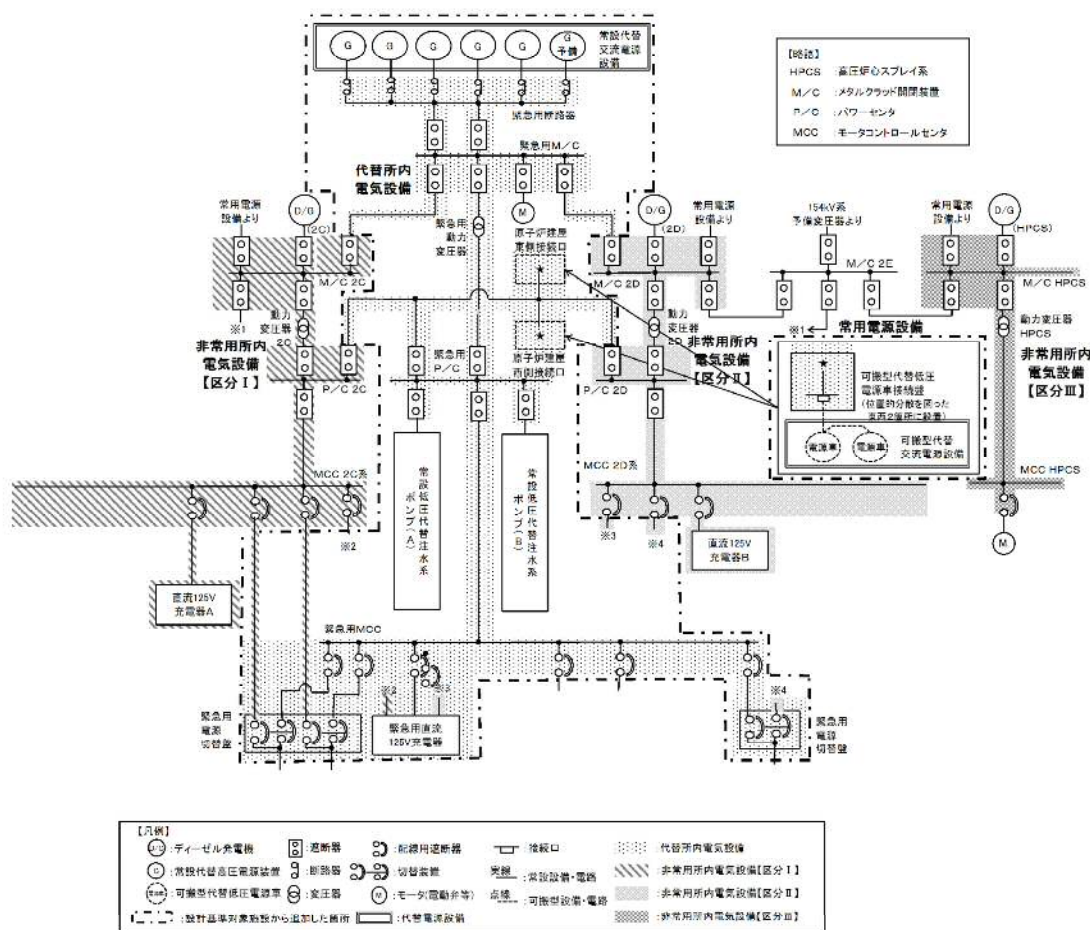 G
G
G
G
G
G
予備
常設代替
交流電源
設備
【略語】
HPCS :高圧炉心スプレイ系
M/C :メタルクラッド開閉装置
P/C :パワーセンタ
MCC :モータコントロールセンタ
緊急用断路器
緊急用M/C
代替所内
電気設備
常用電源
設備より
D/G
(2C)
緊急用
動力
変圧器
M
原子炉建屋
東側接続口
D/G
(2D)
常用電源
設備より
154kV系
予備変圧器より
常用電源
設備より
D/G
(HPCS)
M/C 2C
M/C 2D
M/C 2E
M/C HPCS
※1
動力
変圧器
2C
動力
変圧器
2D
※1
常用電源設備
動力変圧器
HPCS
非常用所内
電気設備
【区分Ⅰ】
緊急用
P/C
原子炉建屋
西側接続口
非常用所内
電気設備
【区分Ⅱ】
非常用所内
電気設備
【区分Ⅲ】
P/C 2C
P/C 2D
可搬型代替低圧
電源車接続盤
(位置的分散を図った
東西2箇所に設置)
電源車
電源車
可搬型代替
交流電源設備
MCC 2C系
MCC 2D系
MCC HPCS
常設低圧代替注水系
ポンプ(A)
常設低圧代替注水系
ポンプ(B)
※2
※3
※4
M
直流125V
充電器A
直流125V
充電器B
緊急用MCC
※2
※3
※4
緊急用
電源
切替盤
緊急用直流
125V充電器
緊急用
電源
切替盤
【凡例】
D/G :ディーゼル発電機
:遮断器
:配線用遮断器
:接続口
:代替所内電気設備
G :常設代替高圧電源装置
:断路器
:切替装置
実線 :常設設備・電路
:非常用所内電気設備【区分Ⅰ】
電源車 :可搬型代替低圧電源車
:変圧器
M :モータ(電動弁等)
点線 :可搬型設備・電路
:非常用所内電気設備【区分Ⅱ】
:設計基準対象施設から追加した箇所
:代替電源設備
:非常用所内電気設備【区分Ⅲ】